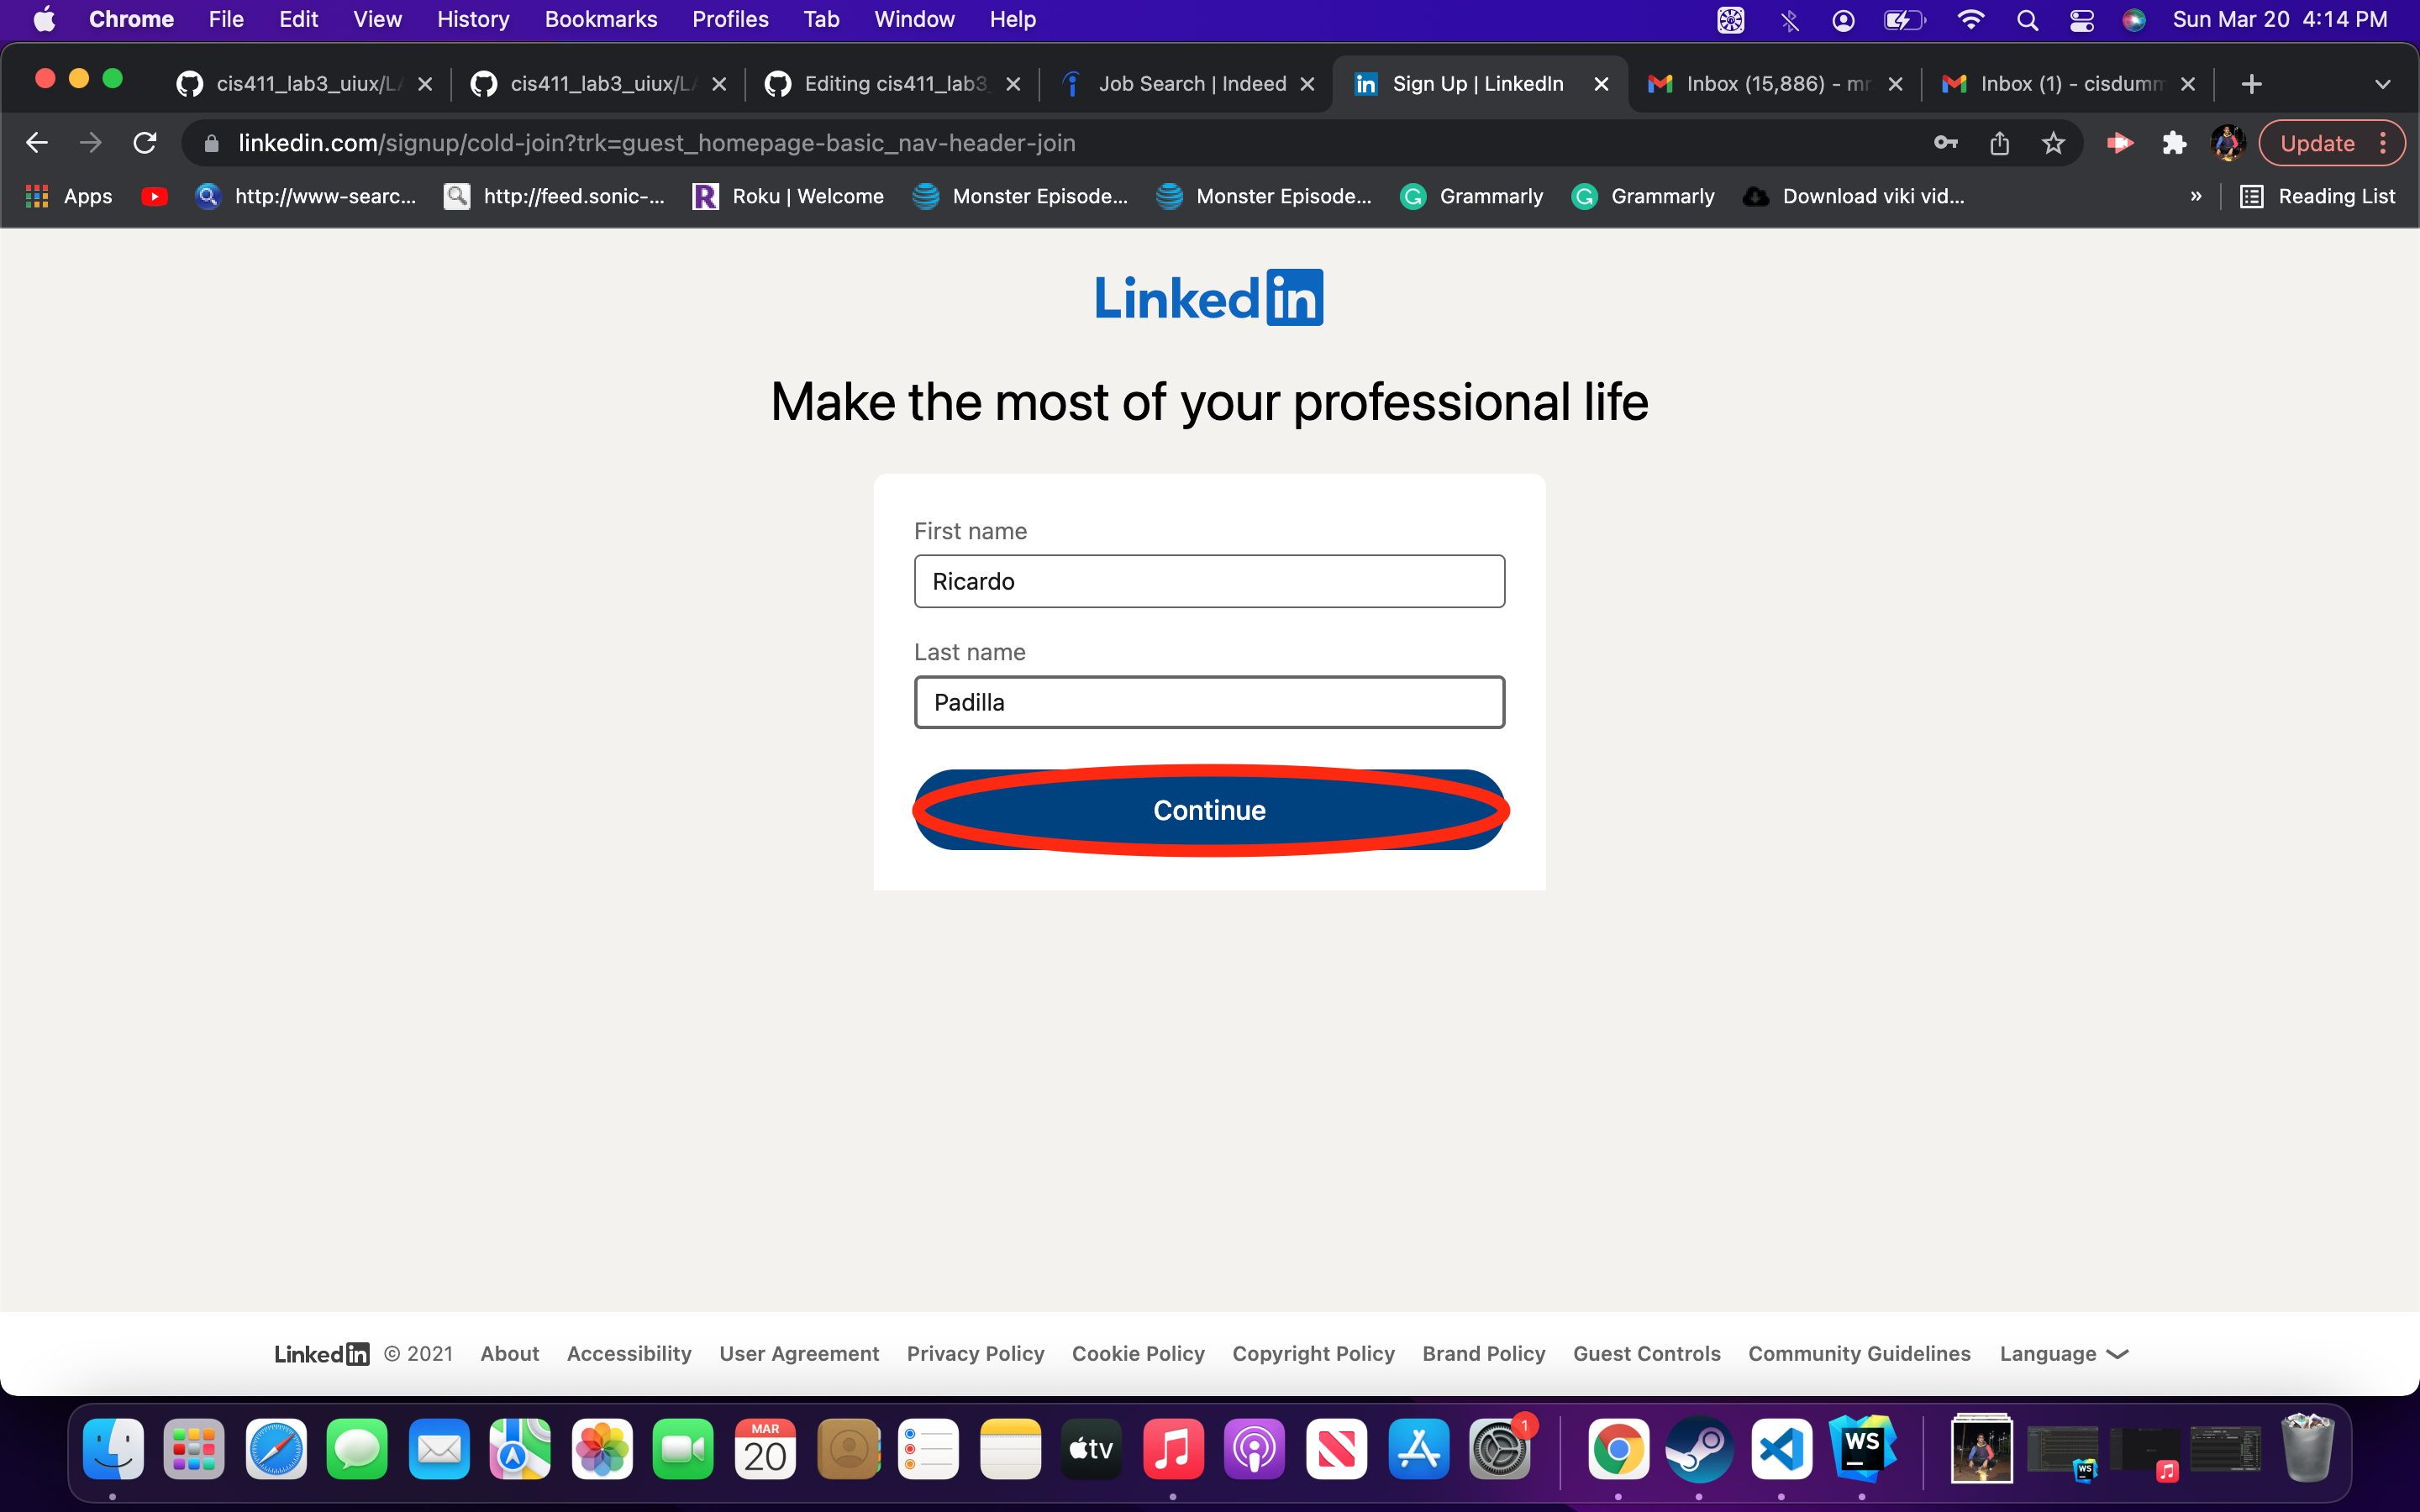 Chrome File Edit View History Bookmarks Profiles Tab Window Help Sun Mar 20 4:14 PM
cis411_lab3_uiux/L cis411_lab3_uiux/L Editing cis411_lab3_ Job Search | Indeed Sign Up | LinkedIn Inbox (15,886) - mr Inbox (1) - cisdumm
linkedin.com/signup/cold-join?trk=guest_homepage-basic_nav-header-join Update
Apps http://www-searc... http://feed.sonic-... R Roku | Welcome Monster Episode... Monster Episode... G Grammarly G Grammarly Download viki vid... » Reading List
LinkedIn
Make the most of your professional life
First name
Ricardo
Last name
Padilla
Continue
LinkedIn © 2021 About Accessibility User Agreement Privacy Policy Cookie Policy Copyright Policy Brand Policy Guest Controls Community Guidelines Language
MAR
20
tv
1
WS
WS